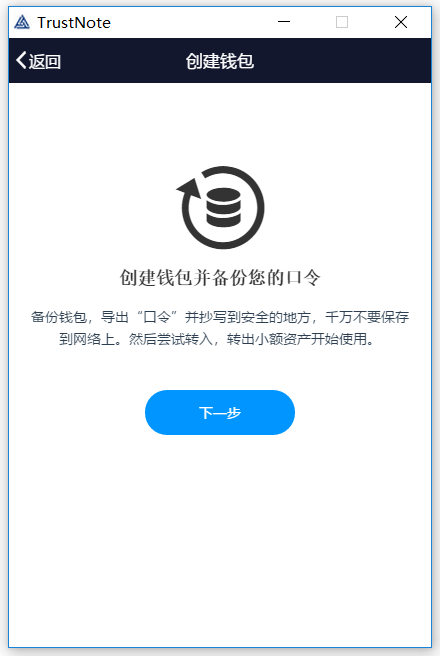 TrustNote
返回
创建钱包
创建钱包并备份您的口令
备份钱包，导出“口令”并抄写到安全的地方，千万不要保存
到网络上。然后尝试转入，转出小额资产开始使用。
下一步